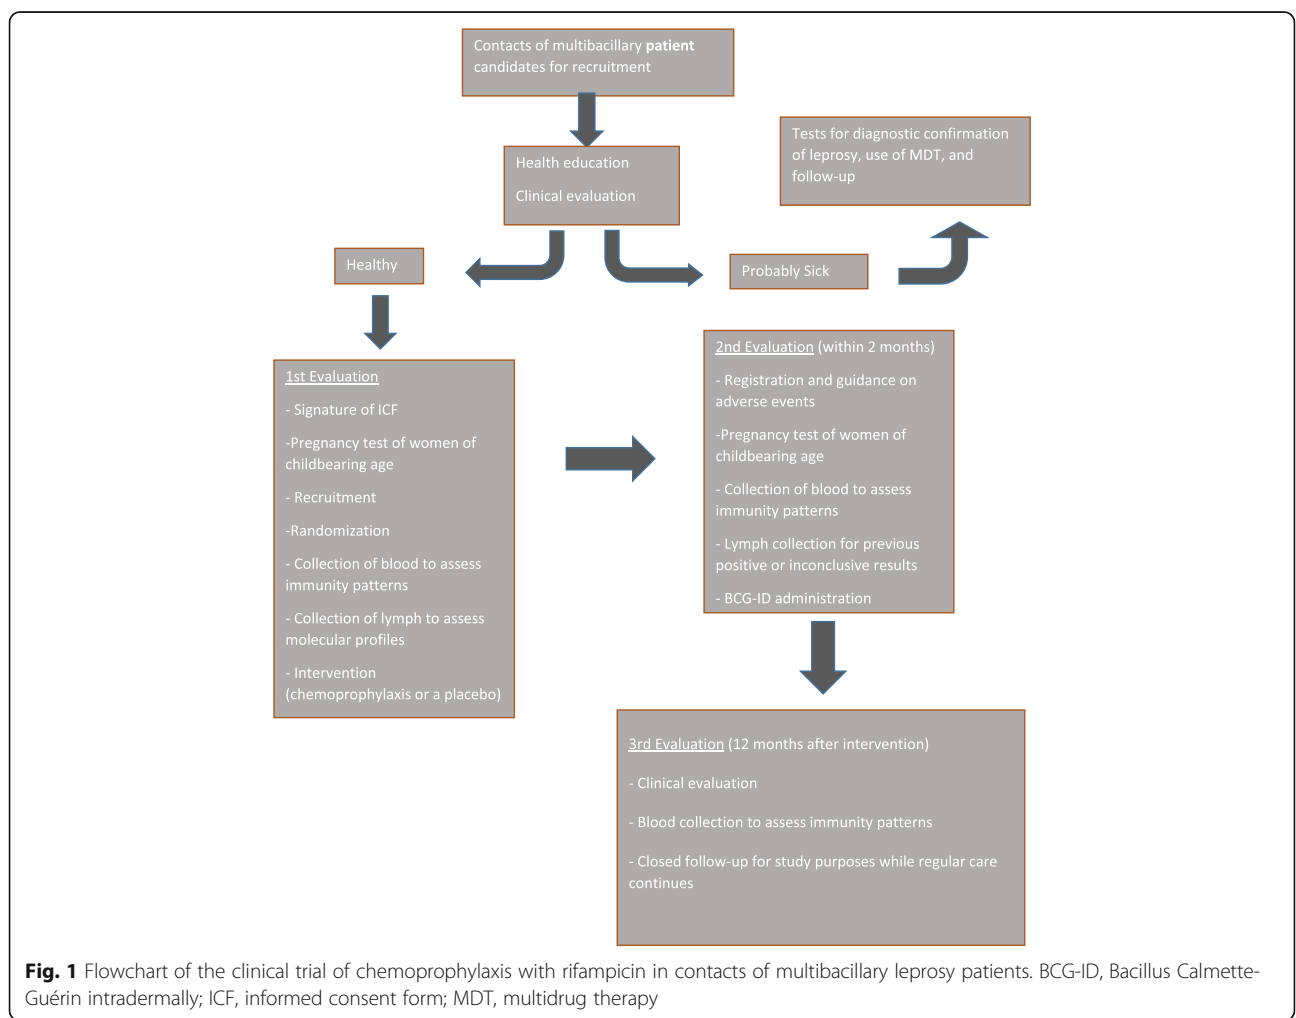 Contacts of multibacillary patient
candidates for recruitment
Health education
Clinical evaluation
Tests for diagnostic confirmation
of leprosy, use of MDT, and
follow-up
Healthy
Probably Sick
1st Evaluation
- Signature of ICF
-Pregnancy test of women of
childbearing age
- Recruitment
-Randomization
- Collection of blood to assess
immunity patterns
- Collection of lymph to assess
molecular profiles
- Intervention
(chemoprophylaxis or a placebo)
2nd Evaluation (within 2 months)
- Registration and guidance on
adverse events
-Pregnancy test of women of
childbearing age
- Collection of blood to assess
immunity patterns
- Lymph collection for previous
positive or inconclusive results
- BCG-ID administration
3rd Evaluation (12 months after intervention)
- Clinical evaluation
- Blood collection to assess immunity patterns
- Closed follow-up for study purposes while regular care
continues
Fig. 1 Flowchart of the clinical trial of chemoprophylaxis with rifampicin in contacts of multibacillary leprosy patients. BCG-ID, Bacillus Calmette-
Guérin intradermally; ICF, informed consent form; MDT, multidrug therapy